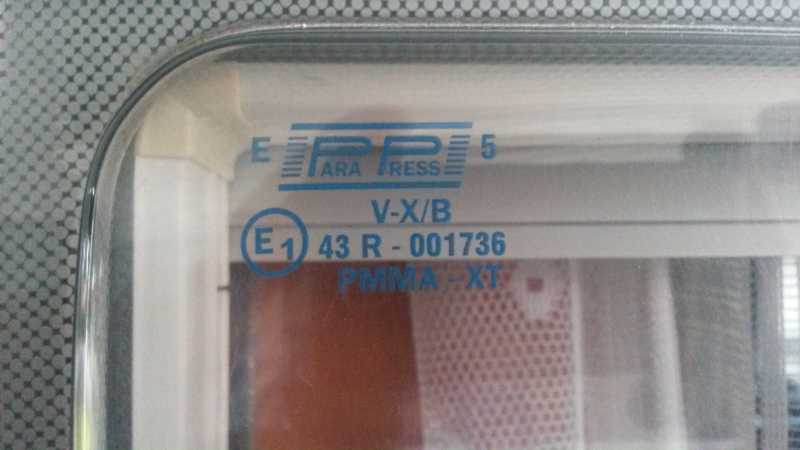 E PARA PRESS 5
V-X/B
E1 43 R - 001736
PMMA - XT